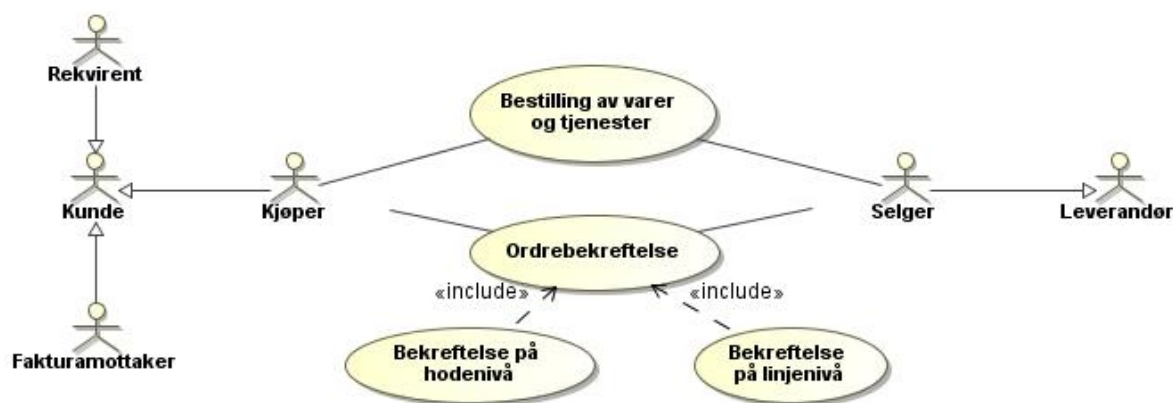 Rekvirent
Bestilling av varer
og tjenester
Kunde
Kjøper
Selger
Leverandør
Ordrebekreftelse
«include»
«include»
Fakturamottaker
Bekreftelse på
hodenivå
Bekreftelse
på linjenivå